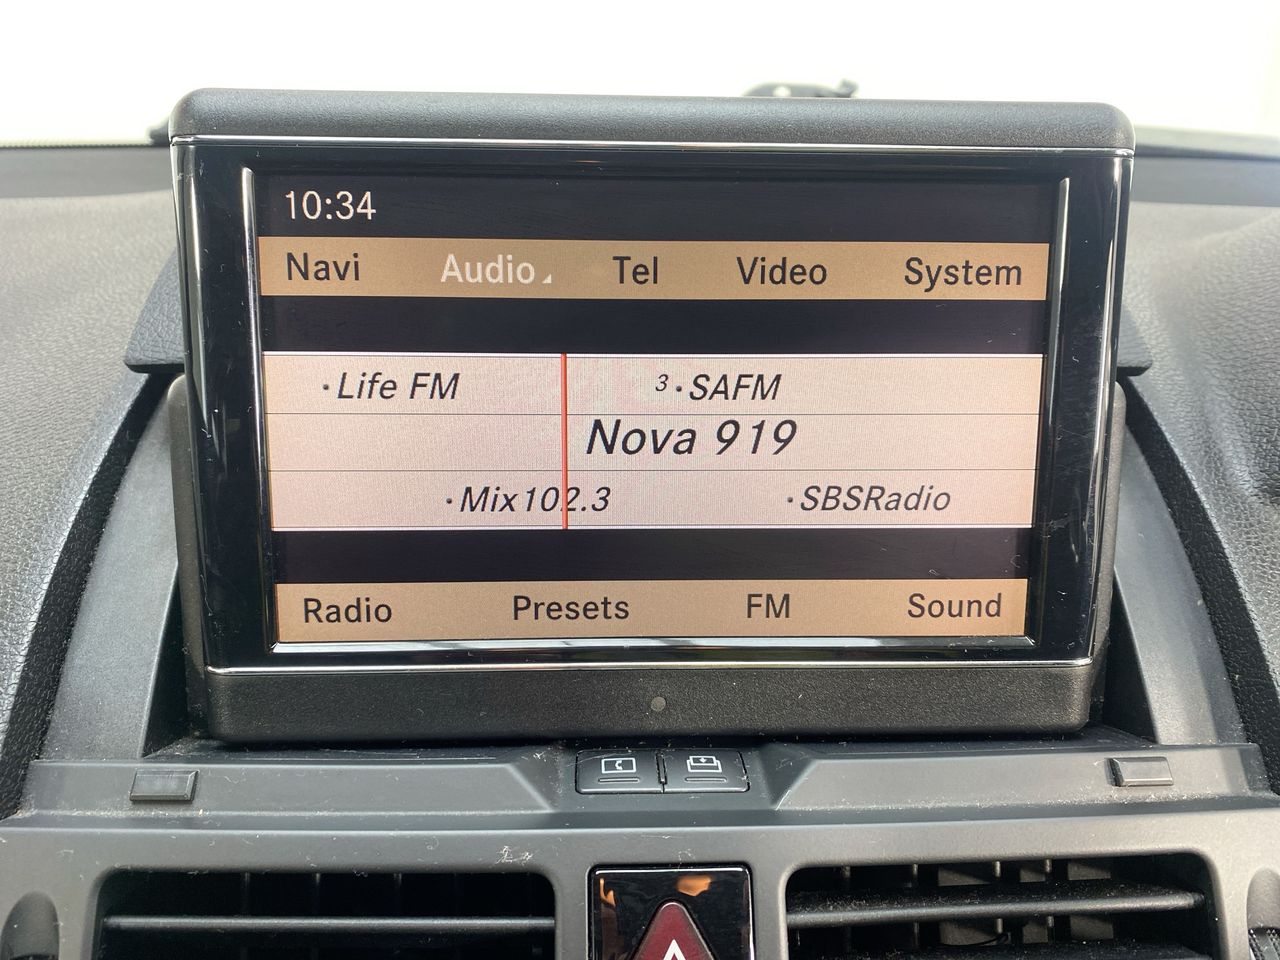 10:34
Navi Audio Tel Video System
·Life FM 3·SAFM
Nova 919
·Mix102.3 ·SBSRadio
Radio Presets FM Sound